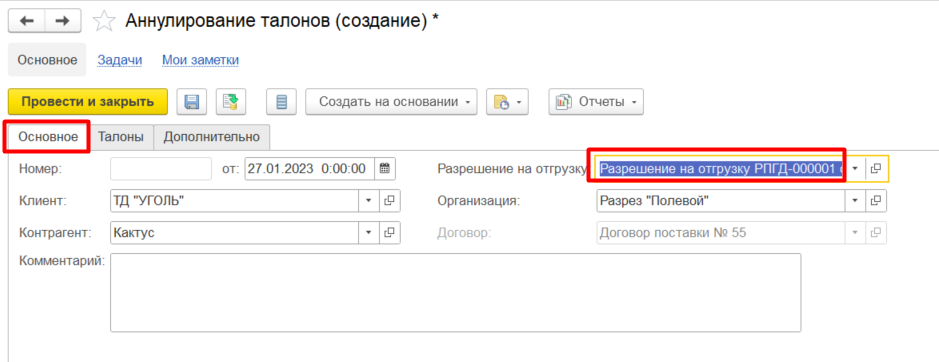 Аннулирование талонов (создание) *
Основное Задачи Мои заметки
Провести и закрыть Создать на основании Отчеты
Основное Талоны Дополнительно
Номер: от: 27.01.2023 0:00:00 Разрешение на отгрузку Разрешение на отгрузку РПГД-000001
Клиент: ТД "УГОЛЬ" Организация: Разрез "Полевой"
Контрагент: Кактус Договор: Договор поставки № 55
Комментарий: